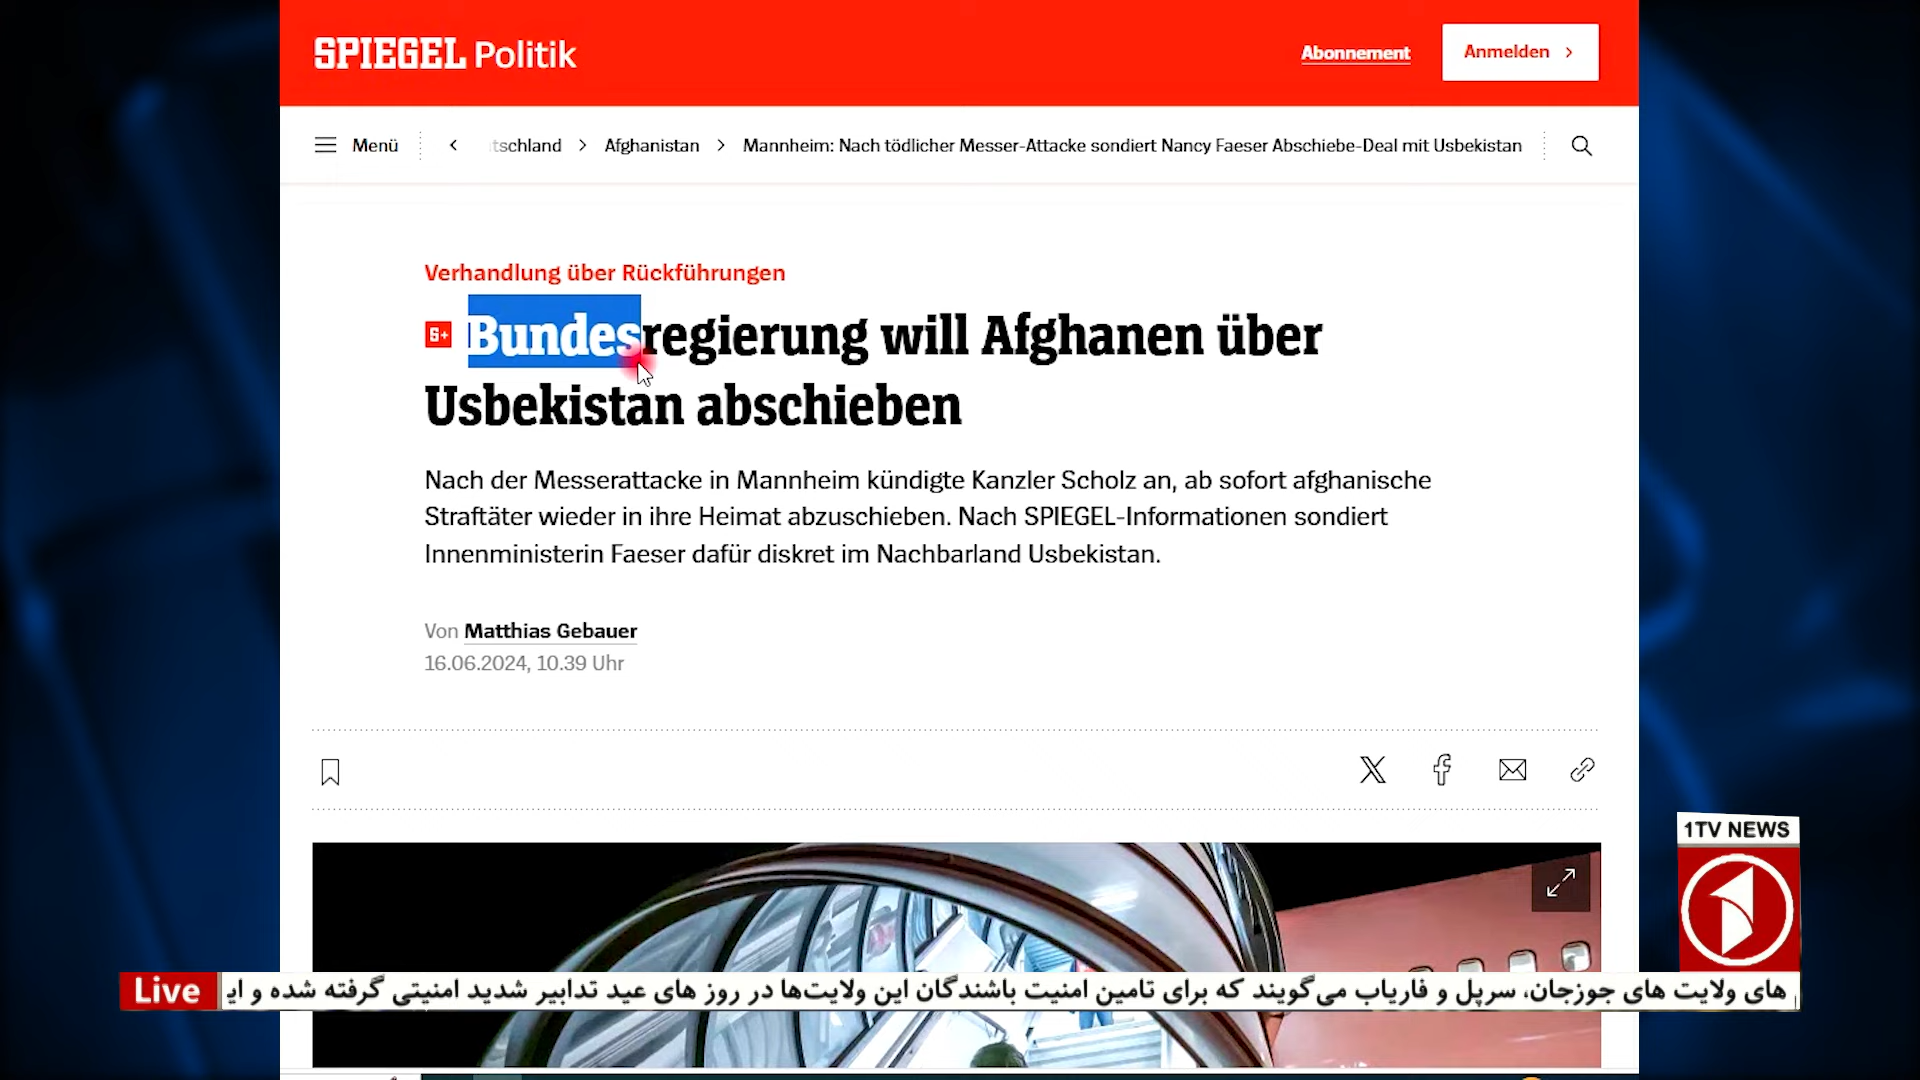 SPIEGEL Politik
Abonnement
Anmelden
Menü
tschland > Afghanistan > Mannheim: Nach tödlicher Messer-Attacke sondiert Nancy Faeser Abschiebe-Deal mit Usbekistan
Verhandlung über Rückführungen
Bundesregierung will Afghanen über
Usbekistan abschieben
Nach der Messerattacke in Mannheim kündigte Kanzler Scholz an, ab sofort afghanische
Straftäter wieder in ihre Heimat abzuschieben. Nach SPIEGEL-Informationen sondiert
Innenministerin Faeser dafür diskret im Nachbarland Usbekistan.
Von Matthias Gebauer
16.06.2024, 10.39 Uhr
1TV NEWS
Live
های ولایت های جوزجان، سرپل و فاریاب می‌گویند که برای تامین امنیت باشندگان این ولایت‌ها در روز های عید تدابیر شدید امنیتی گرفته شده و